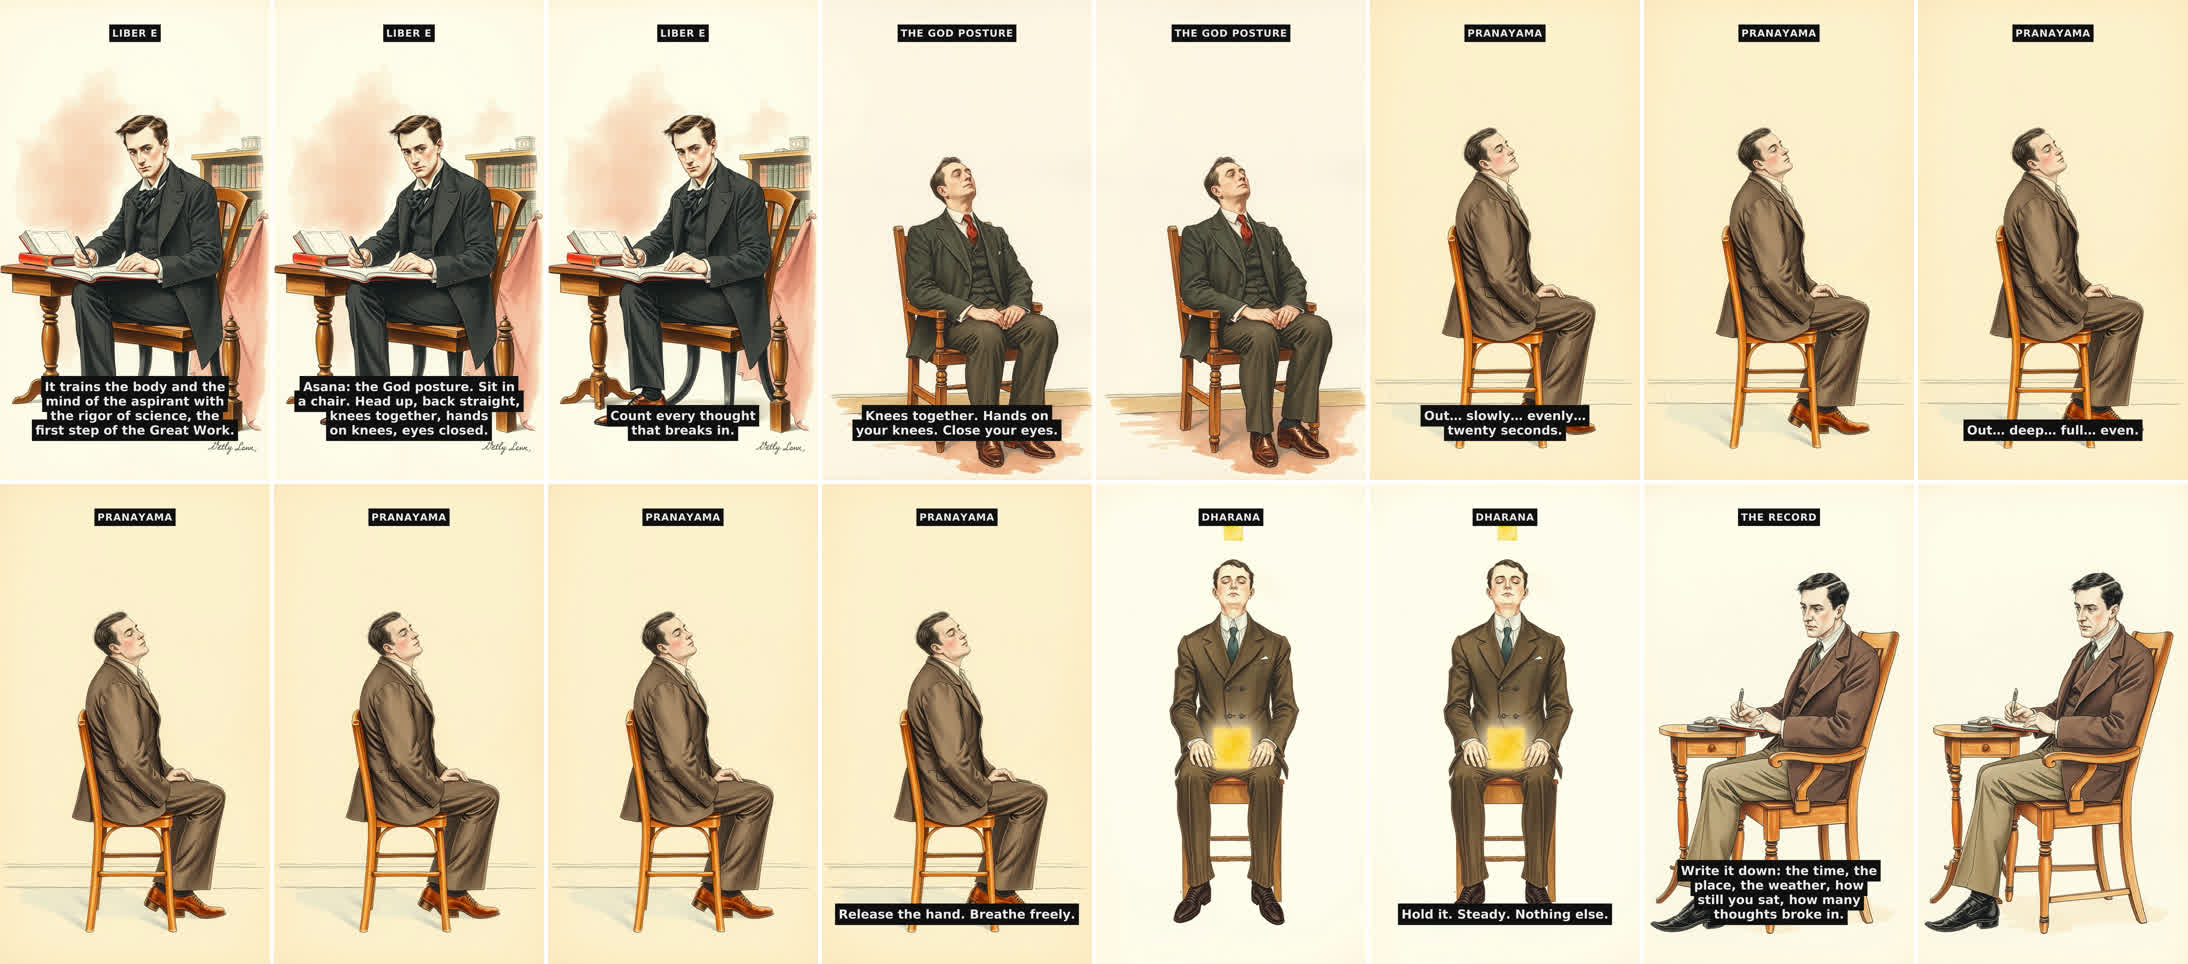 LIBER E
It trains the body and the
mind of the aspirant with
the rigor of science, the
first step of the Great Work.
LIBER E
Asana: the God posture. Sit in
a chair. Head up, back straight,
knees together, hands
on knees, eyes closed.
LIBER E
Count every thought
that breaks in.
THE GOD POSTURE
Knees together. Hands on
your knees. Close your eyes.
THE GOD POSTURE
PRANAYAMA
Out... slowly... evenly...
twenty seconds.
PRANAYAMA
PRANAYAMA
Out... deep... full... even.
PRANAYAMA
PRANAYAMA
PRANAYAMA
PRANAYAMA
Release the hand. Breathe freely.
DHARANA
DHARANA
Hold it. Steady. Nothing else.
THE RECORD
Write it down: the time, the
place, the weather, how
still you sat, how many
thoughts broke in.